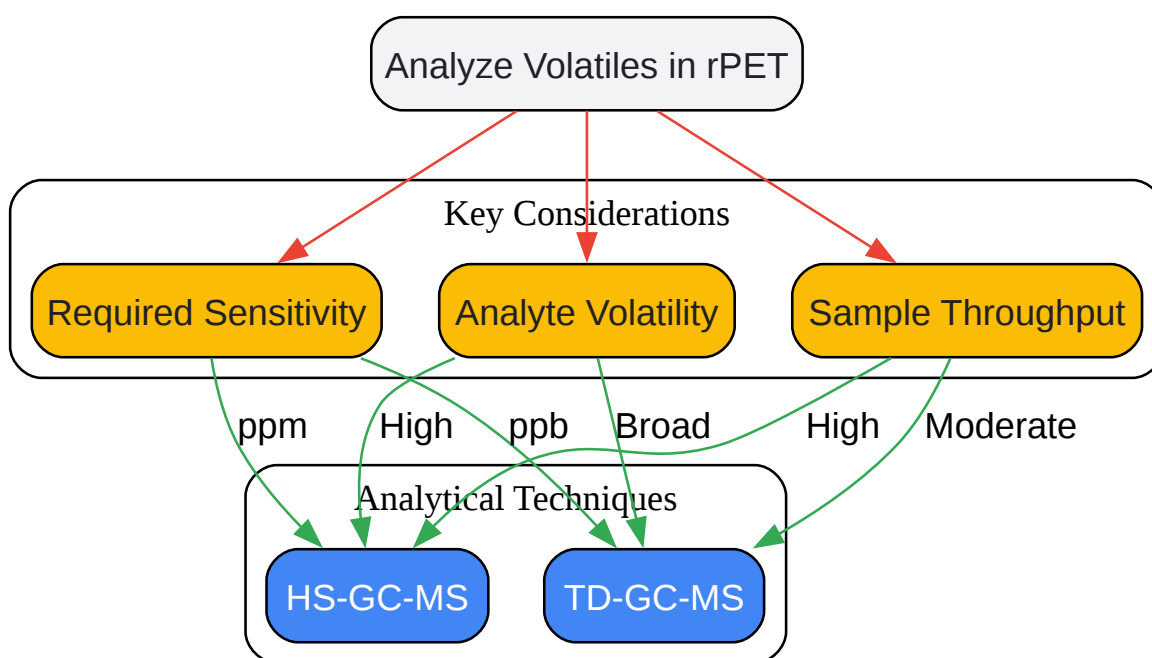 Analyze Volatiles in rPET
Key Considerations
Required Sensitivity
Analyte Volatility
Sample Throughput
ppm
High
ppb
Broad
High
Moderate
Analytical Techniques
HS-GC-MS
TD-GC-MS